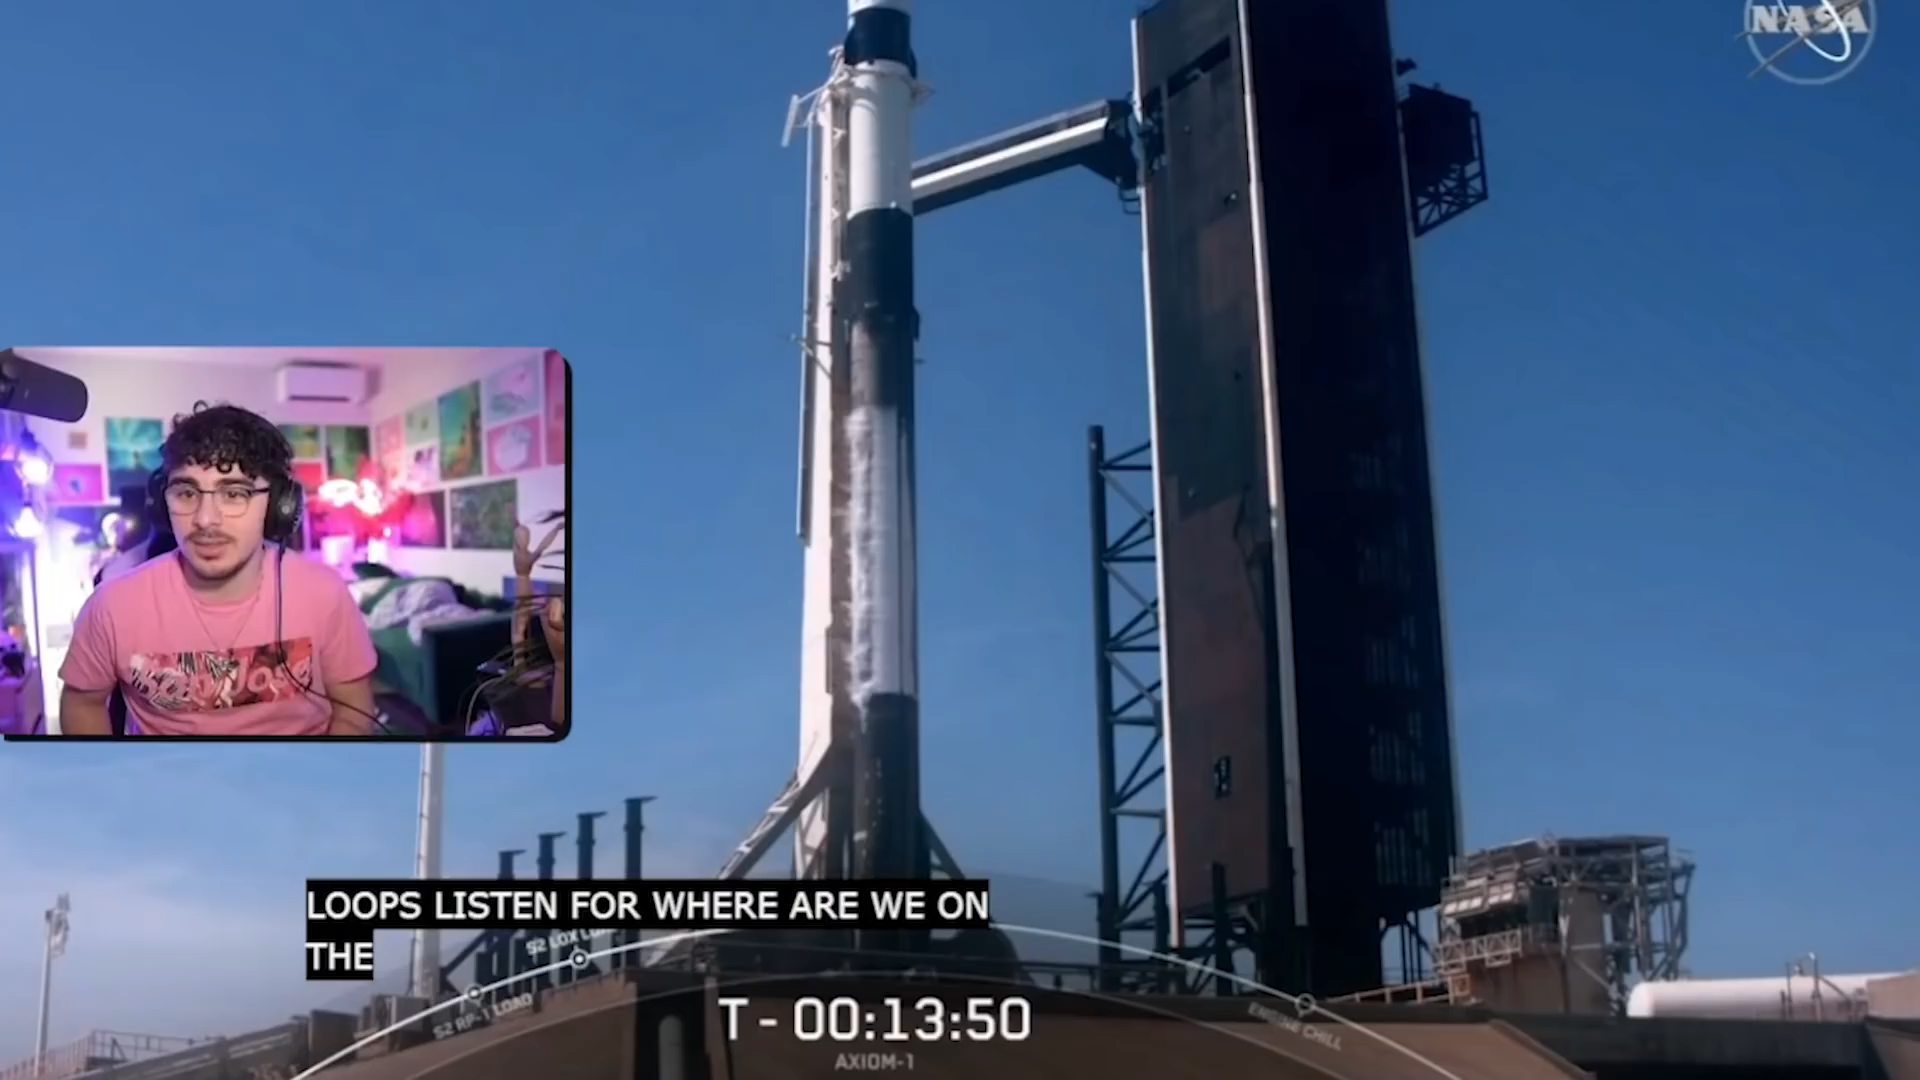 NASA
LOOPS LISTEN FOR WHERE ARE WE ON
THE
S2 LOX LO
S2 RP-1 LOAD
ENGINE CHILL
T - 00:13:50
AXIOM-1